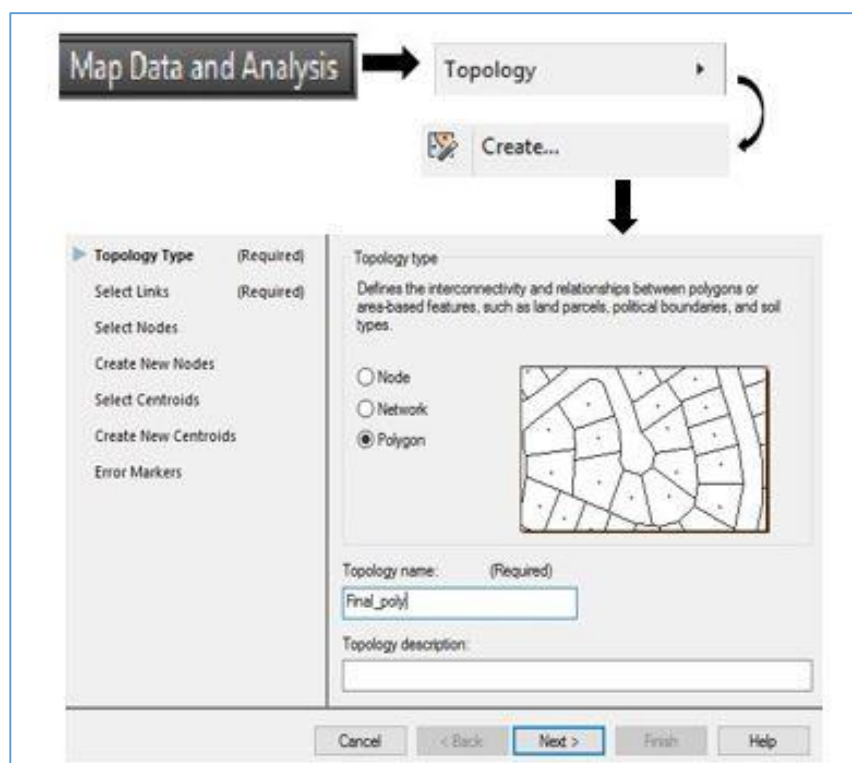 Map Data and Analysis
Topology
Create...
Topology Type (Required)
Select Links (Required)
Select Nodes
Create New Nodes
Select Centroids
Create New Centroids
Error Markers
Topology type
Defines the interconnectivity and relationships between polygons or
area-based features, such as land parcels, political boundaries, and soil
types.
Node
Network
Polygon
Topology name: (Required)
Final_poly
Topology description:
Cancel
< Back
Next >
Finish
Help